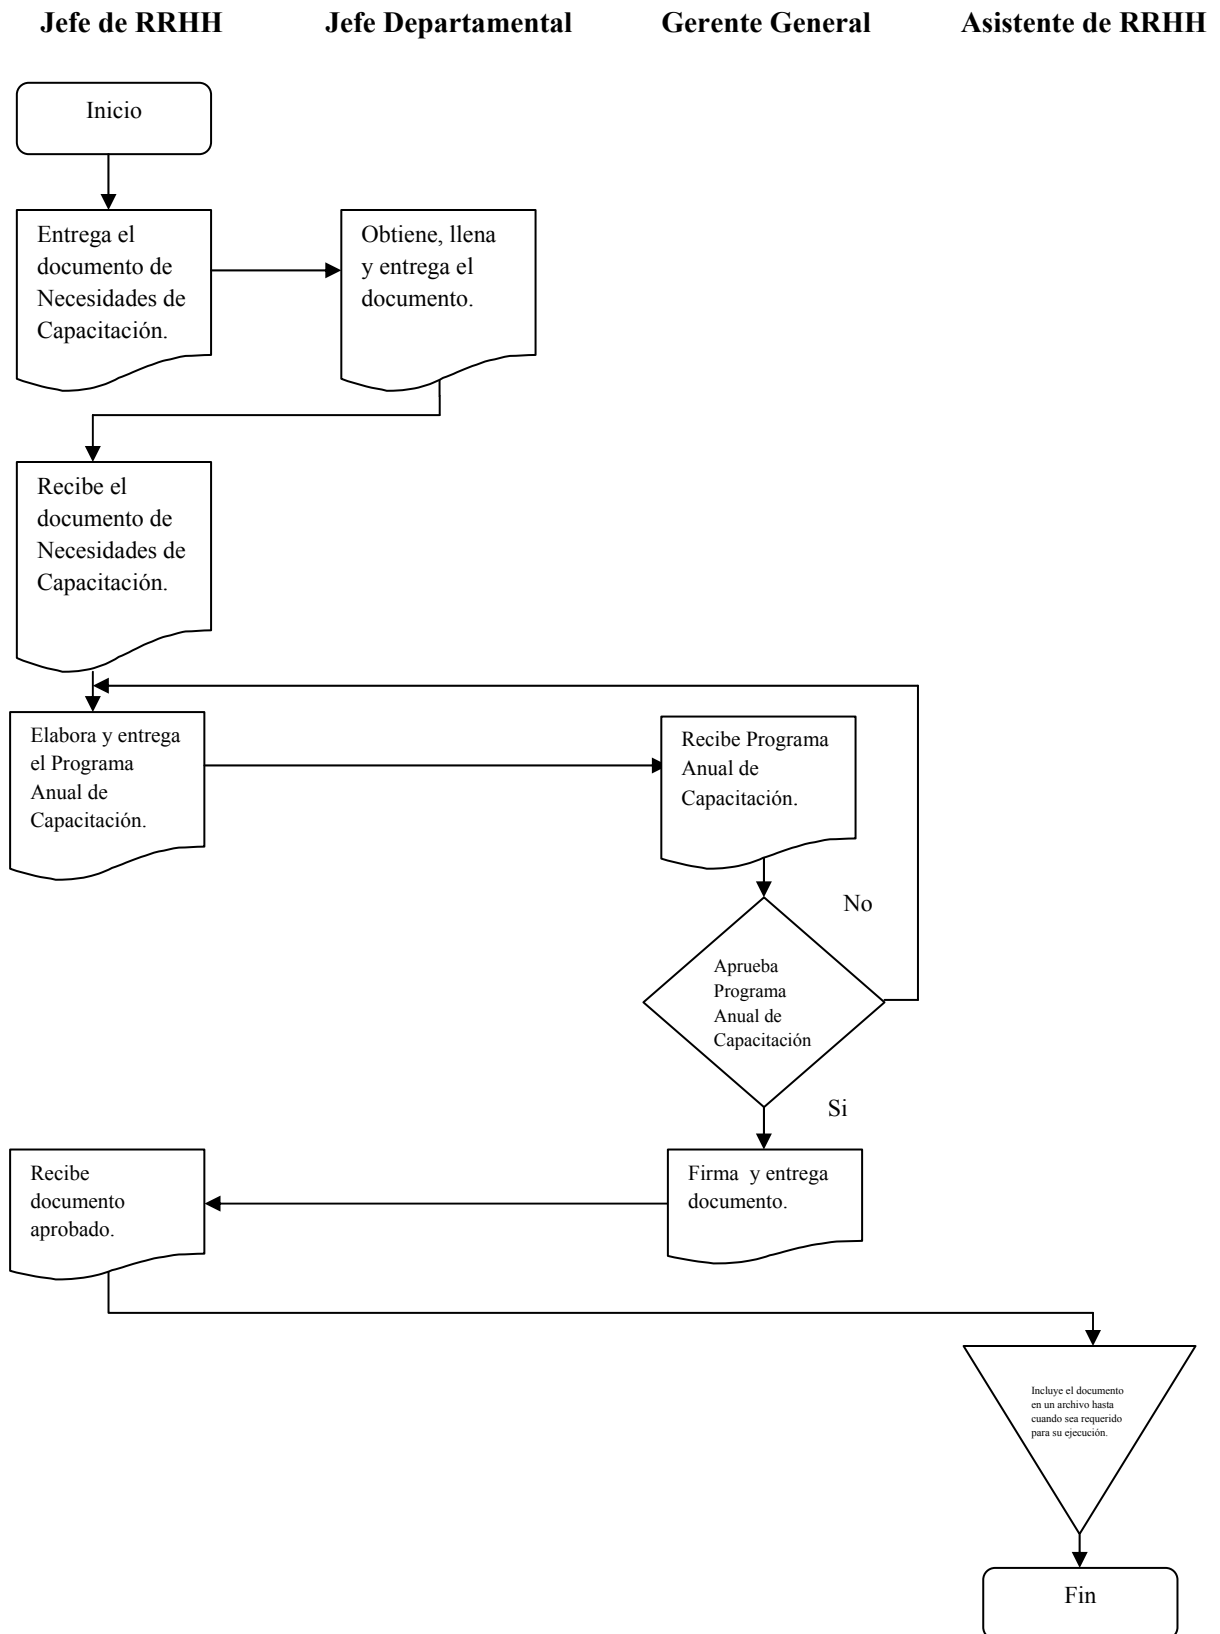 Jefe de RRHH Jefe Departamental Gerente General Asistente de RRHH
Inicio
Entrega el
documento de
Necesidades de
Capacitación.
Obtiene, llena
y entrega el
documento.
Recibe el
documento de
Necesidades de
Capacitación.
Elabora y entrega
el Programa
Anual de
Capacitación.
Recibe Programa
Anual de
Capacitación.
No
Aprueba
Programa
Anual de
Capacitación
Si
Firma y entrega
documento.
Recibe
documento
aprobado.
Incluye el documento
en un archivo hasta
cuando sea requerido
para su ejecución.
Fin